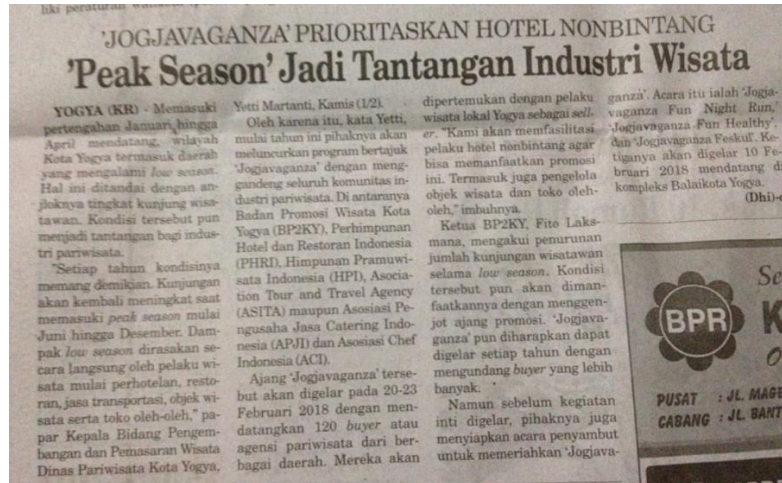 liki peraturan
'JOGJAVAGANZA' PRIORITASKAN HOTEL NONBINTANG
'Peak Season' Jadi Tantangan Industri Wisata
YOGYA (KR) - Memasuki
pertengahan Januari hingga
April mendatang, wilayah
Kota Yogya termasuk daerah
yang mengalami low season.
Hal ini ditandai dengan an-
jloknya tingkat kunjung wisa-
tawan. Kondisi tersebut pun
menjadi tantangan bagi indus-
tri pariwisata.
"Setiap tahun kondisinya
memang demikian. Kunjungan
akan kembali meningkat saat
memasuki peak season mulai
Juni hingga Desember. Dam-
pak low season dirasakan se-
cara langsung oleh pelaku wi-
sata mulai perhotelan, resto-
ran, jasa transportasi, objek wi-
sata serta toko oleh-oleh," pa-
par Kepala Bidang Pengem-
bangan dan Pemasaran Wisata
Dinas Pariwisata Kota Yogya,
Yetti Martanti, Kamis (1/2).
Oleh karena itu, kata Yetti,
mulai tahun ini pihaknya akan
meluncurkan program bertajuk
'Jogjavaganza' dengan meng-
gandeng seluruh komunitas in-
dustri pariwisata. Di antaranya
Badan Promosi Wisata Kota
Yogya (BP2KY), Perhimpunan
Hotel dan Restoran Indonesia
(PHRI), Himpunan Pramuwi-
sata Indonesia (HPI), Asocia-
tion Tour and Travel Agency
(ASITA) maupun Asosiasi Pe-
ngusaha Jasa Catering Indo-
nesia (APJI) dan Asosiasi Chef
Indonesia (ACI).
Ajang 'Jogjavaganza' terse-
but akan digelar pada 20-23
Februari 2018 dengan men-
datangkan 120 buyer atau
agensi pariwisata dari ber-
bagai daerah. Mereka akan
dipertemukan dengan pelaku
wisata lokal Yogya sebagai sell-
er. "Kami akan memfasilitasi
pelaku hotel nonbintang agar
bisa memanfaatkan promosi
ini. Termasuk juga pengelola
objek wisata dan toko oleh-
oleh," imbuhnya.
Ketua BP2KY, Fito Laks-
mana, mengakui penurunan
jumlah kunjungan wisatawan
selama low season. Kondisi
tersebut pun akan diman-
faatkannya dengan menggen-
jot ajang promosi. 'Jogjava-
ganza' pun diharapkan dapat
digelar setiap tahun dengan
mengundang buyer yang lebih
banyak.
Namun sebelum kegiatan
inti digelar, pihaknya juga
menyiapkan acara penyambut
untuk memeriahkan 'Jogjava-
ganza'. Acara itu ialah 'Jogja-
vaganza Fun Night Run,
'Jogjavaganza Fun Healthy',
dan 'Jogjavaganza Feskul'. Ke-
tiganya akan digelar 10 Fe-
bruari 2018 mendatang di
kompleks Balaikota Yogya.
(Dhi)-
BPR
PUSAT : JL. MAGE
CABANG : JL. BANT